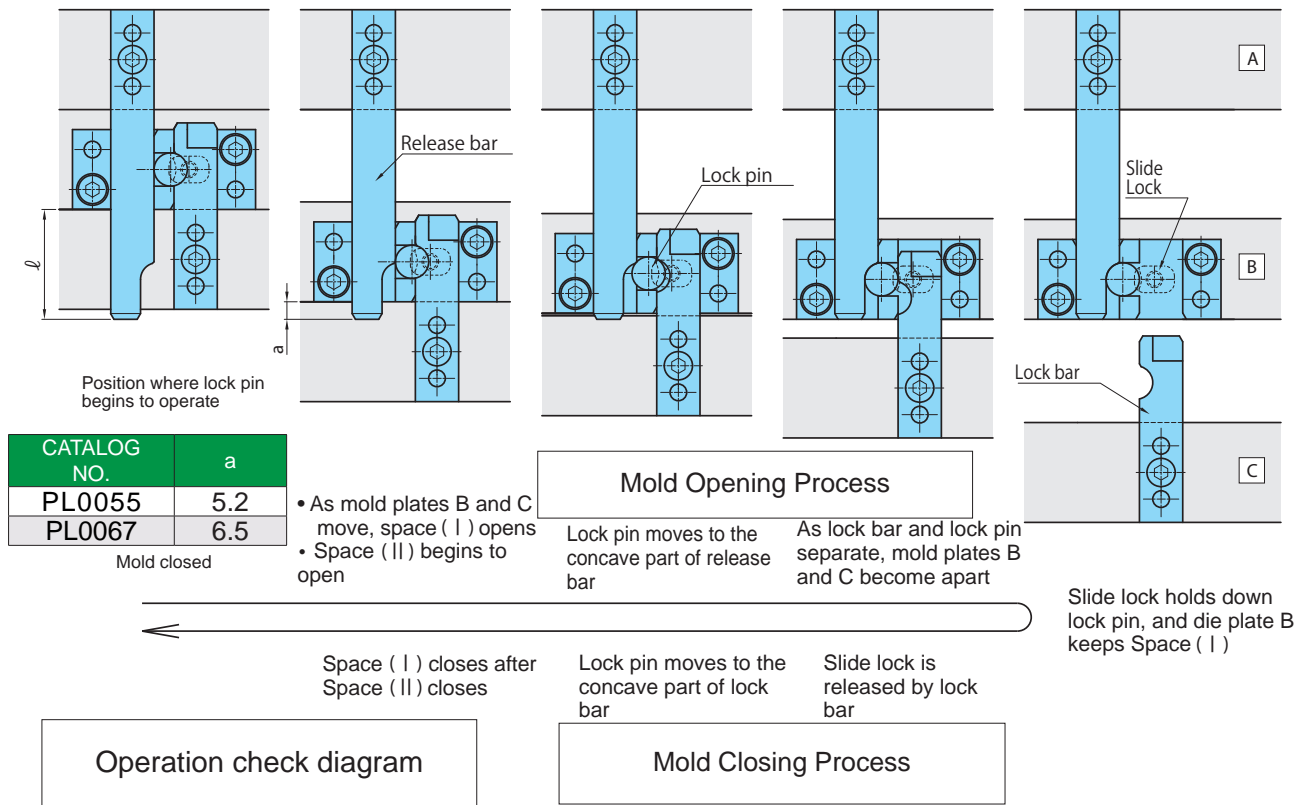 A
Release bar
Lock pin
Slide
Lock
B
ℓ
a
Position where lock pin
begins to operate
Lock bar
C
CATALOG
NO.
a
PL0055
5.2
PL0067
6.5
Mold closed
Mold Opening Process
• As mold plates B and C
move, space (I) opens
• Space (II) begins to
open
Lock pin moves to the
concave part of release
bar
As lock bar and lock pin
separate, mold plates B
and C become apart
Slide lock holds down
lock pin, and die plate B
keeps Space (I)
Space (I) closes after
Space (II) closes
Lock pin moves to the
concave part of lock
bar
Slide lock is
released by lock
bar
Operation check diagram
Mold Closing Process